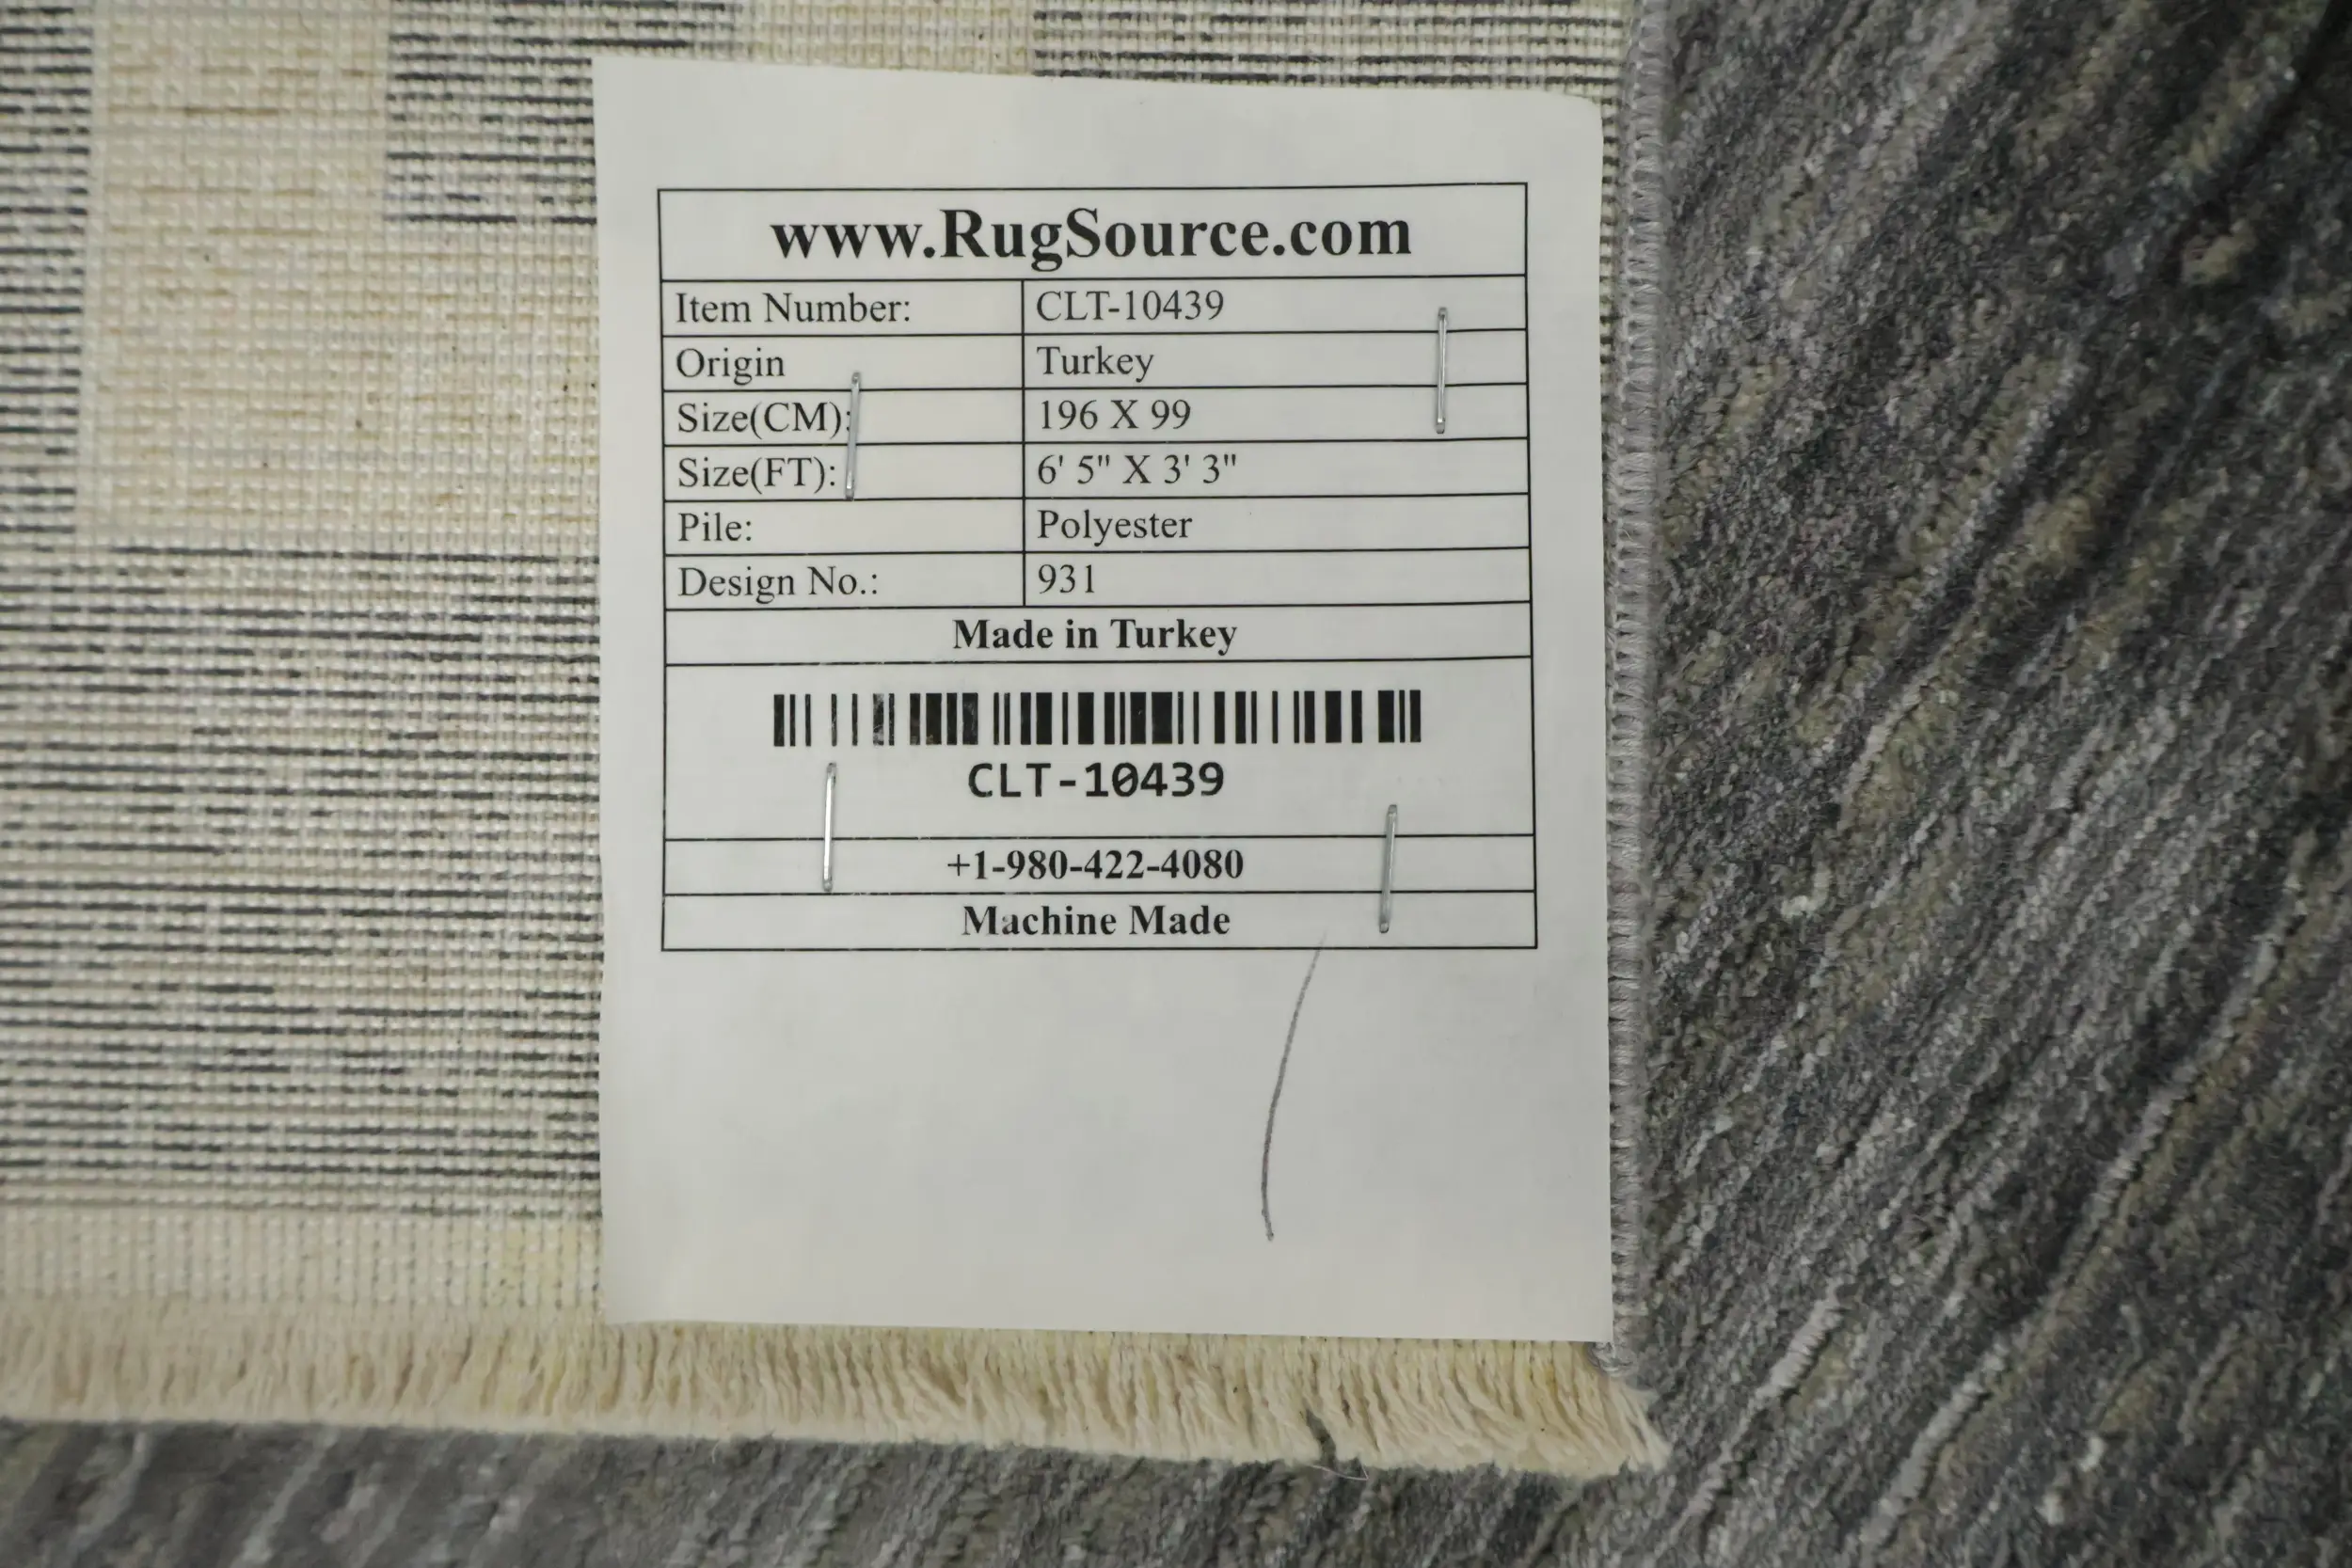 www.RugSource.com
Item Number: CLT-10439
Origin Turkey
Size(CM): 196 X 99
Size(FT): 6' 5" X 3' 3"
Pile: Polyester
Design No.: 931
Made in Turkey
CLT-10439
+1-980-422-4080
Machine Made